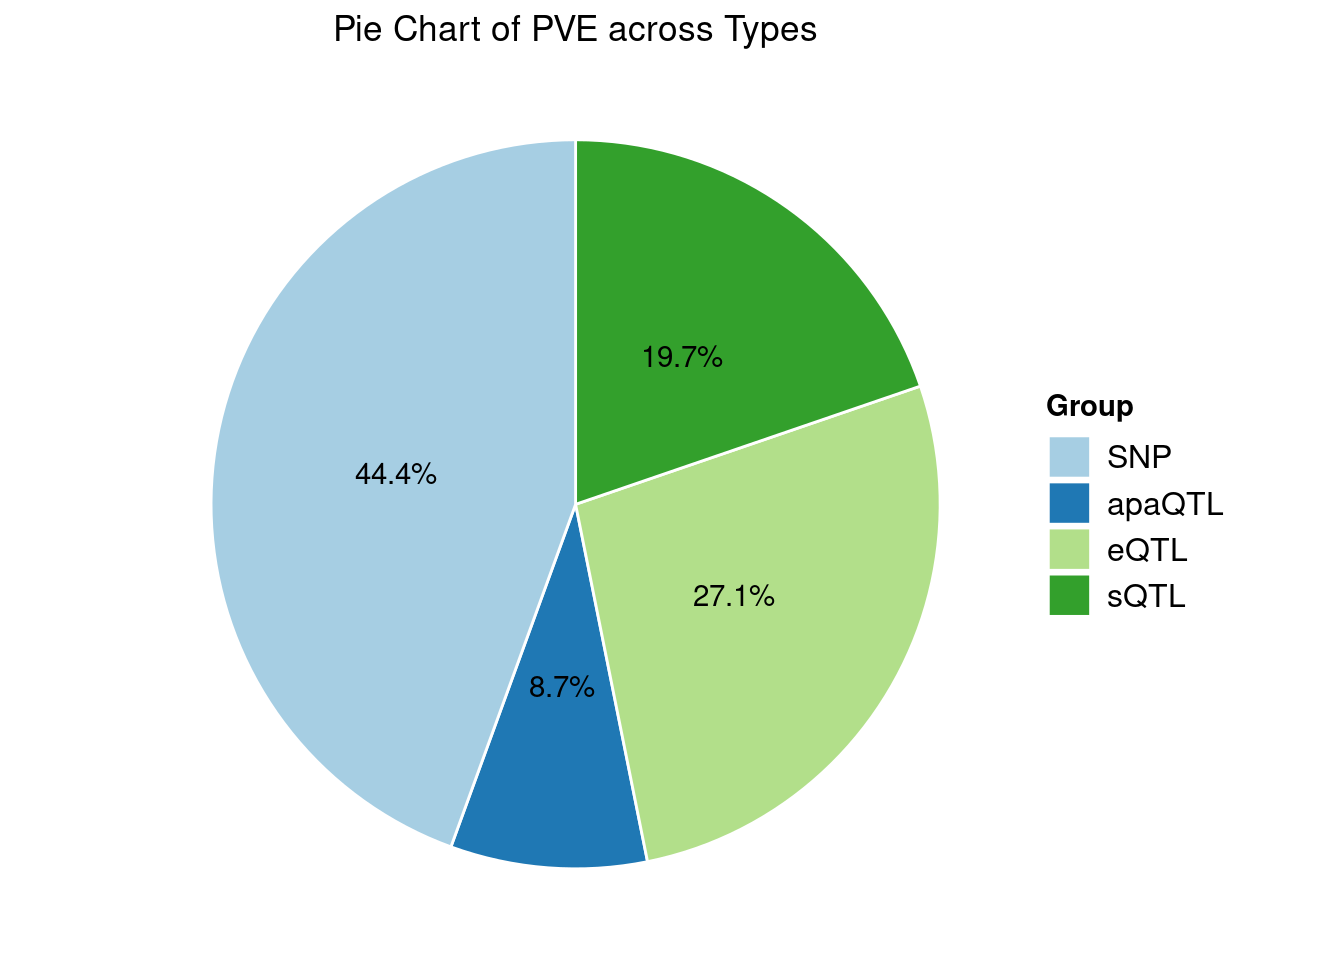 Pie Chart of PVE across Types
19.7%
44.4%
27.1%
8.7%
Group
SNP
apaQTL
eQTL
sQTL